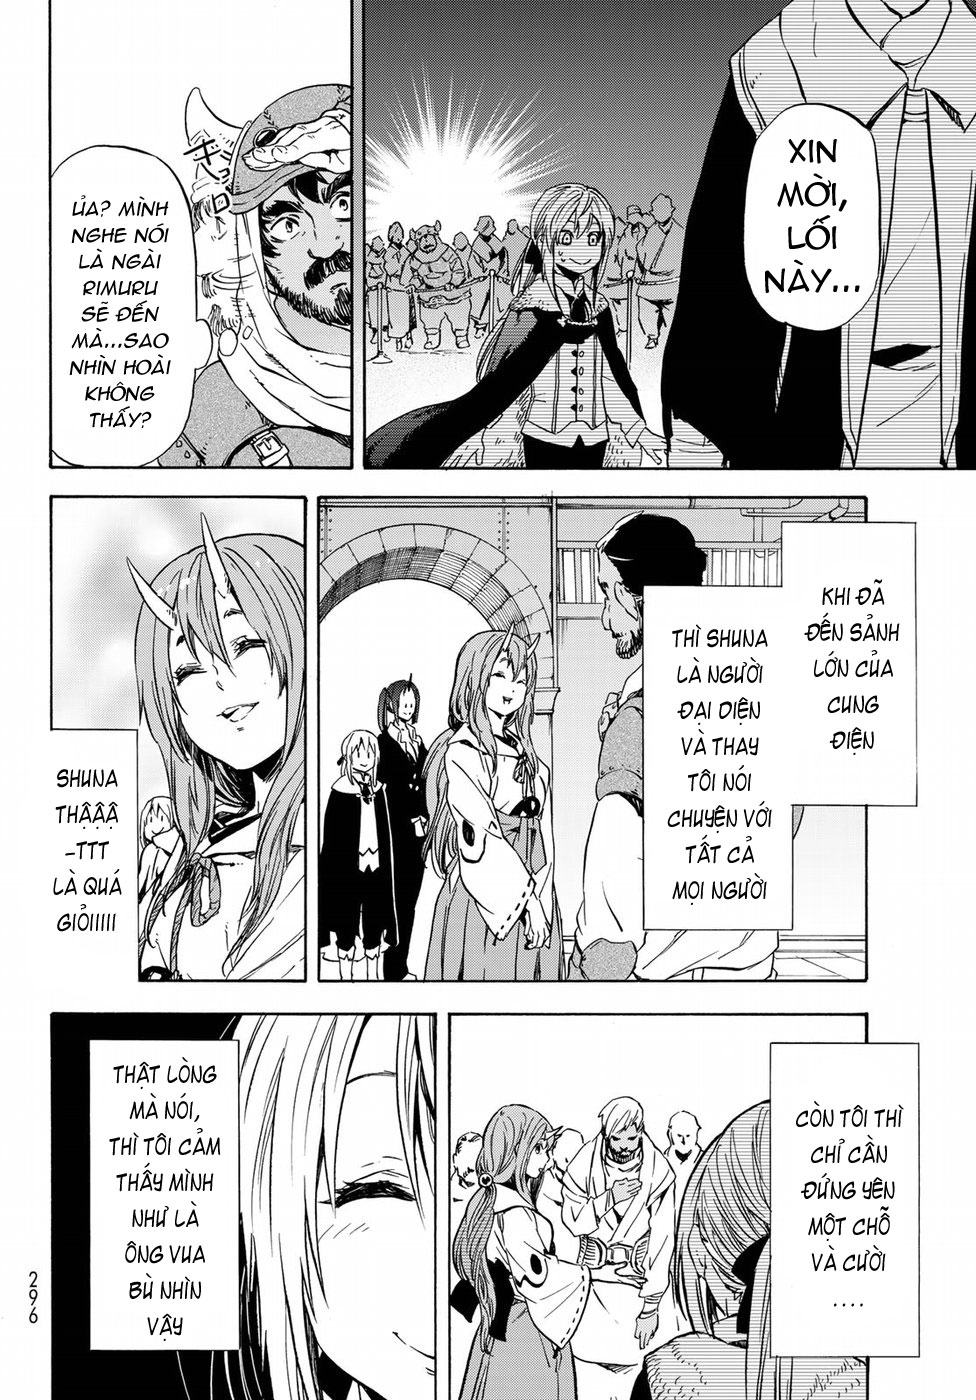 XIN
MỜI,
LỐI
NÀY...
ỦA? MÌNH
NGHE NÓI
LÀ NGÀI
RIMURU
SẼ ĐẾN
MÀ...SAO
NHÌN HOÀI
KHÔNG
THẤY?
キョロ
KHI ĐÃ
ĐẾN SẢNH
LỚN CỦA
CUNG
ĐIỆN
THÌ SHUNA
LÀ NGƯỜI
ĐẠI DIỆN
VÀ THAY
TÔI NÓI
CHUYỆN VỚI
TẤT CẢ
MỌI NGƯỜI
SHUNA
THẬẬẬ
-TTT
LÀ QUÁ
GIỎIIIII
CÒN TÔI THÌ
CHỈ CẦN
ĐỨNG YÊN
MỘT CHỖ
VÀ CƯỜI
....
THẬT LÒNG
MÀ NÓI,
THÌ TÔI CẢM
THẤY MÌNH
NHƯ LÀ
ÔNG VUA
BÙ NHÌN
VẬY
296